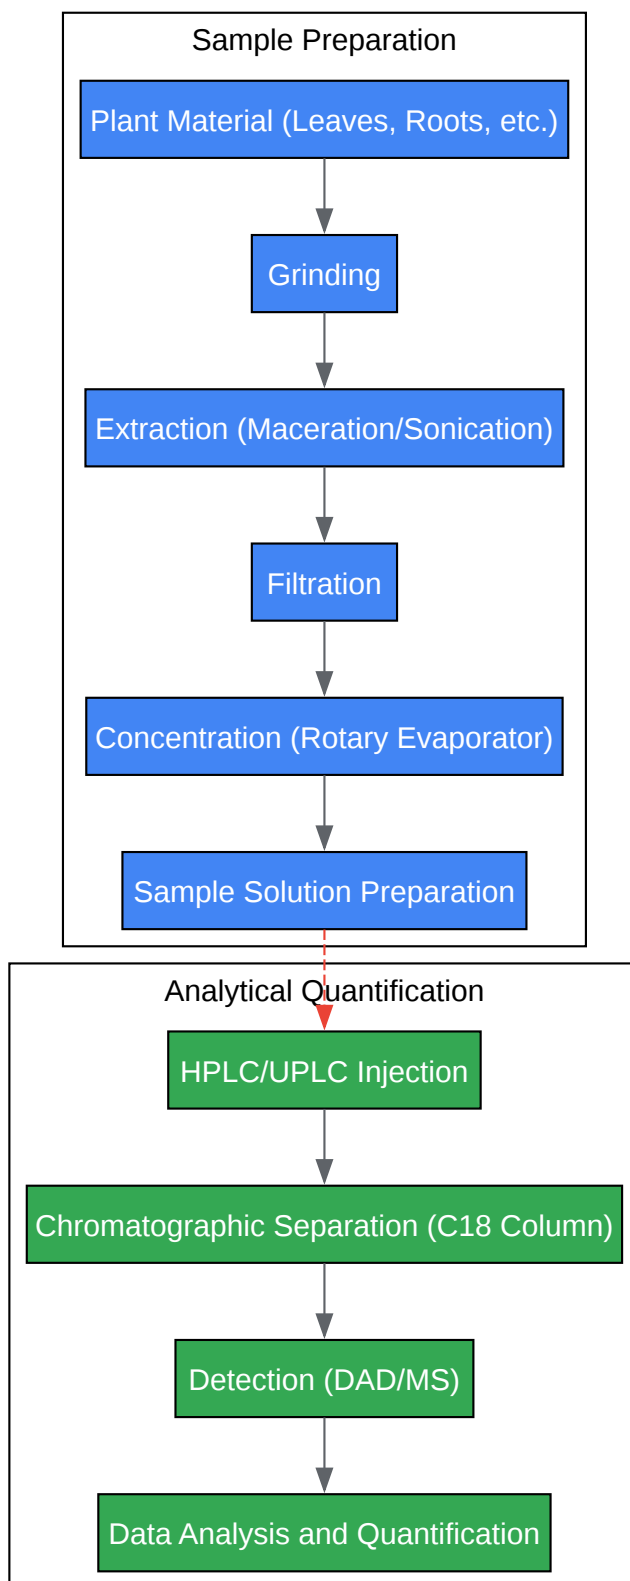 Sample Preparation
Plant Material (Leaves, Roots, etc.)
Grinding
Extraction (Maceration/Sonication)
Filtration
Concentration (Rotary Evaporator)
Sample Solution Preparation
Analytical Quantification
HPLC/UPLC Injection
Chromatographic Separation (C18 Column)
Detection (DAD/MS)
Data Analysis and Quantification